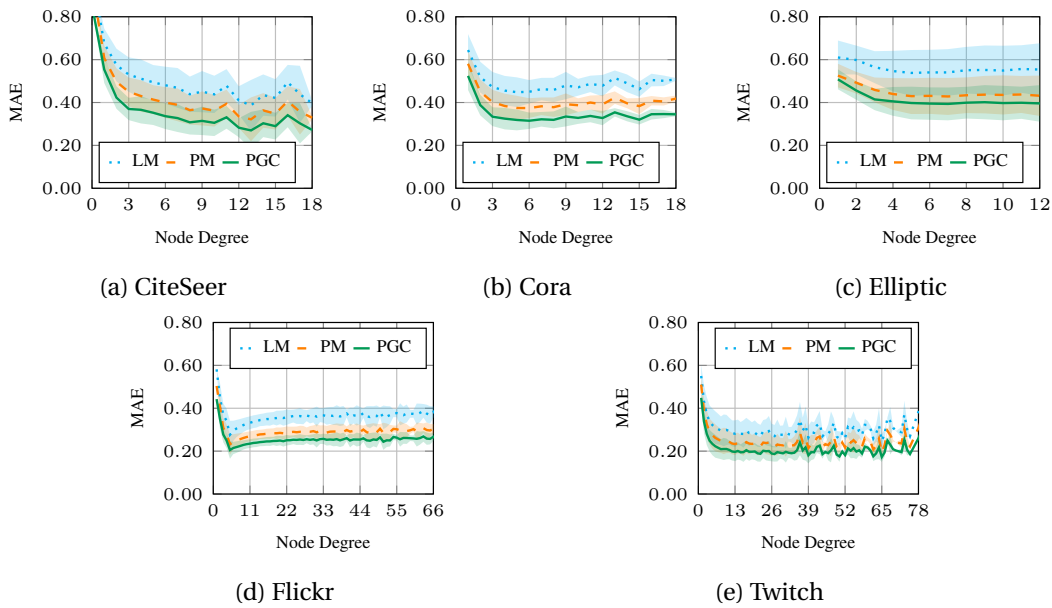 0.80 0.80 0.80
0.60 0.60 0.60
MAE MAE MAE
0.40 0.40 0.40
0.20 0.20 0.20
LM PM PGC LM PM PGC LM PM PGC
0.00 0.00 0.00
0 3 6 9 12 15 18 0 3 6 9 12 15 18 0 2 4 6 8 10 12
Node Degree Node Degree Node Degree
(a) CiteSeer (b) Cora (c) Elliptic
0.80 0.80
LM PM PGC LM PM PGC
0.60 0.60
MAE MAE
0.40 0.40
0.20 0.20
0.00 0.00
0 11 22 33 44 55 66 0 13 26 39 52 65 78
Node Degree Node Degree
(d) Flickr (e) Twitch